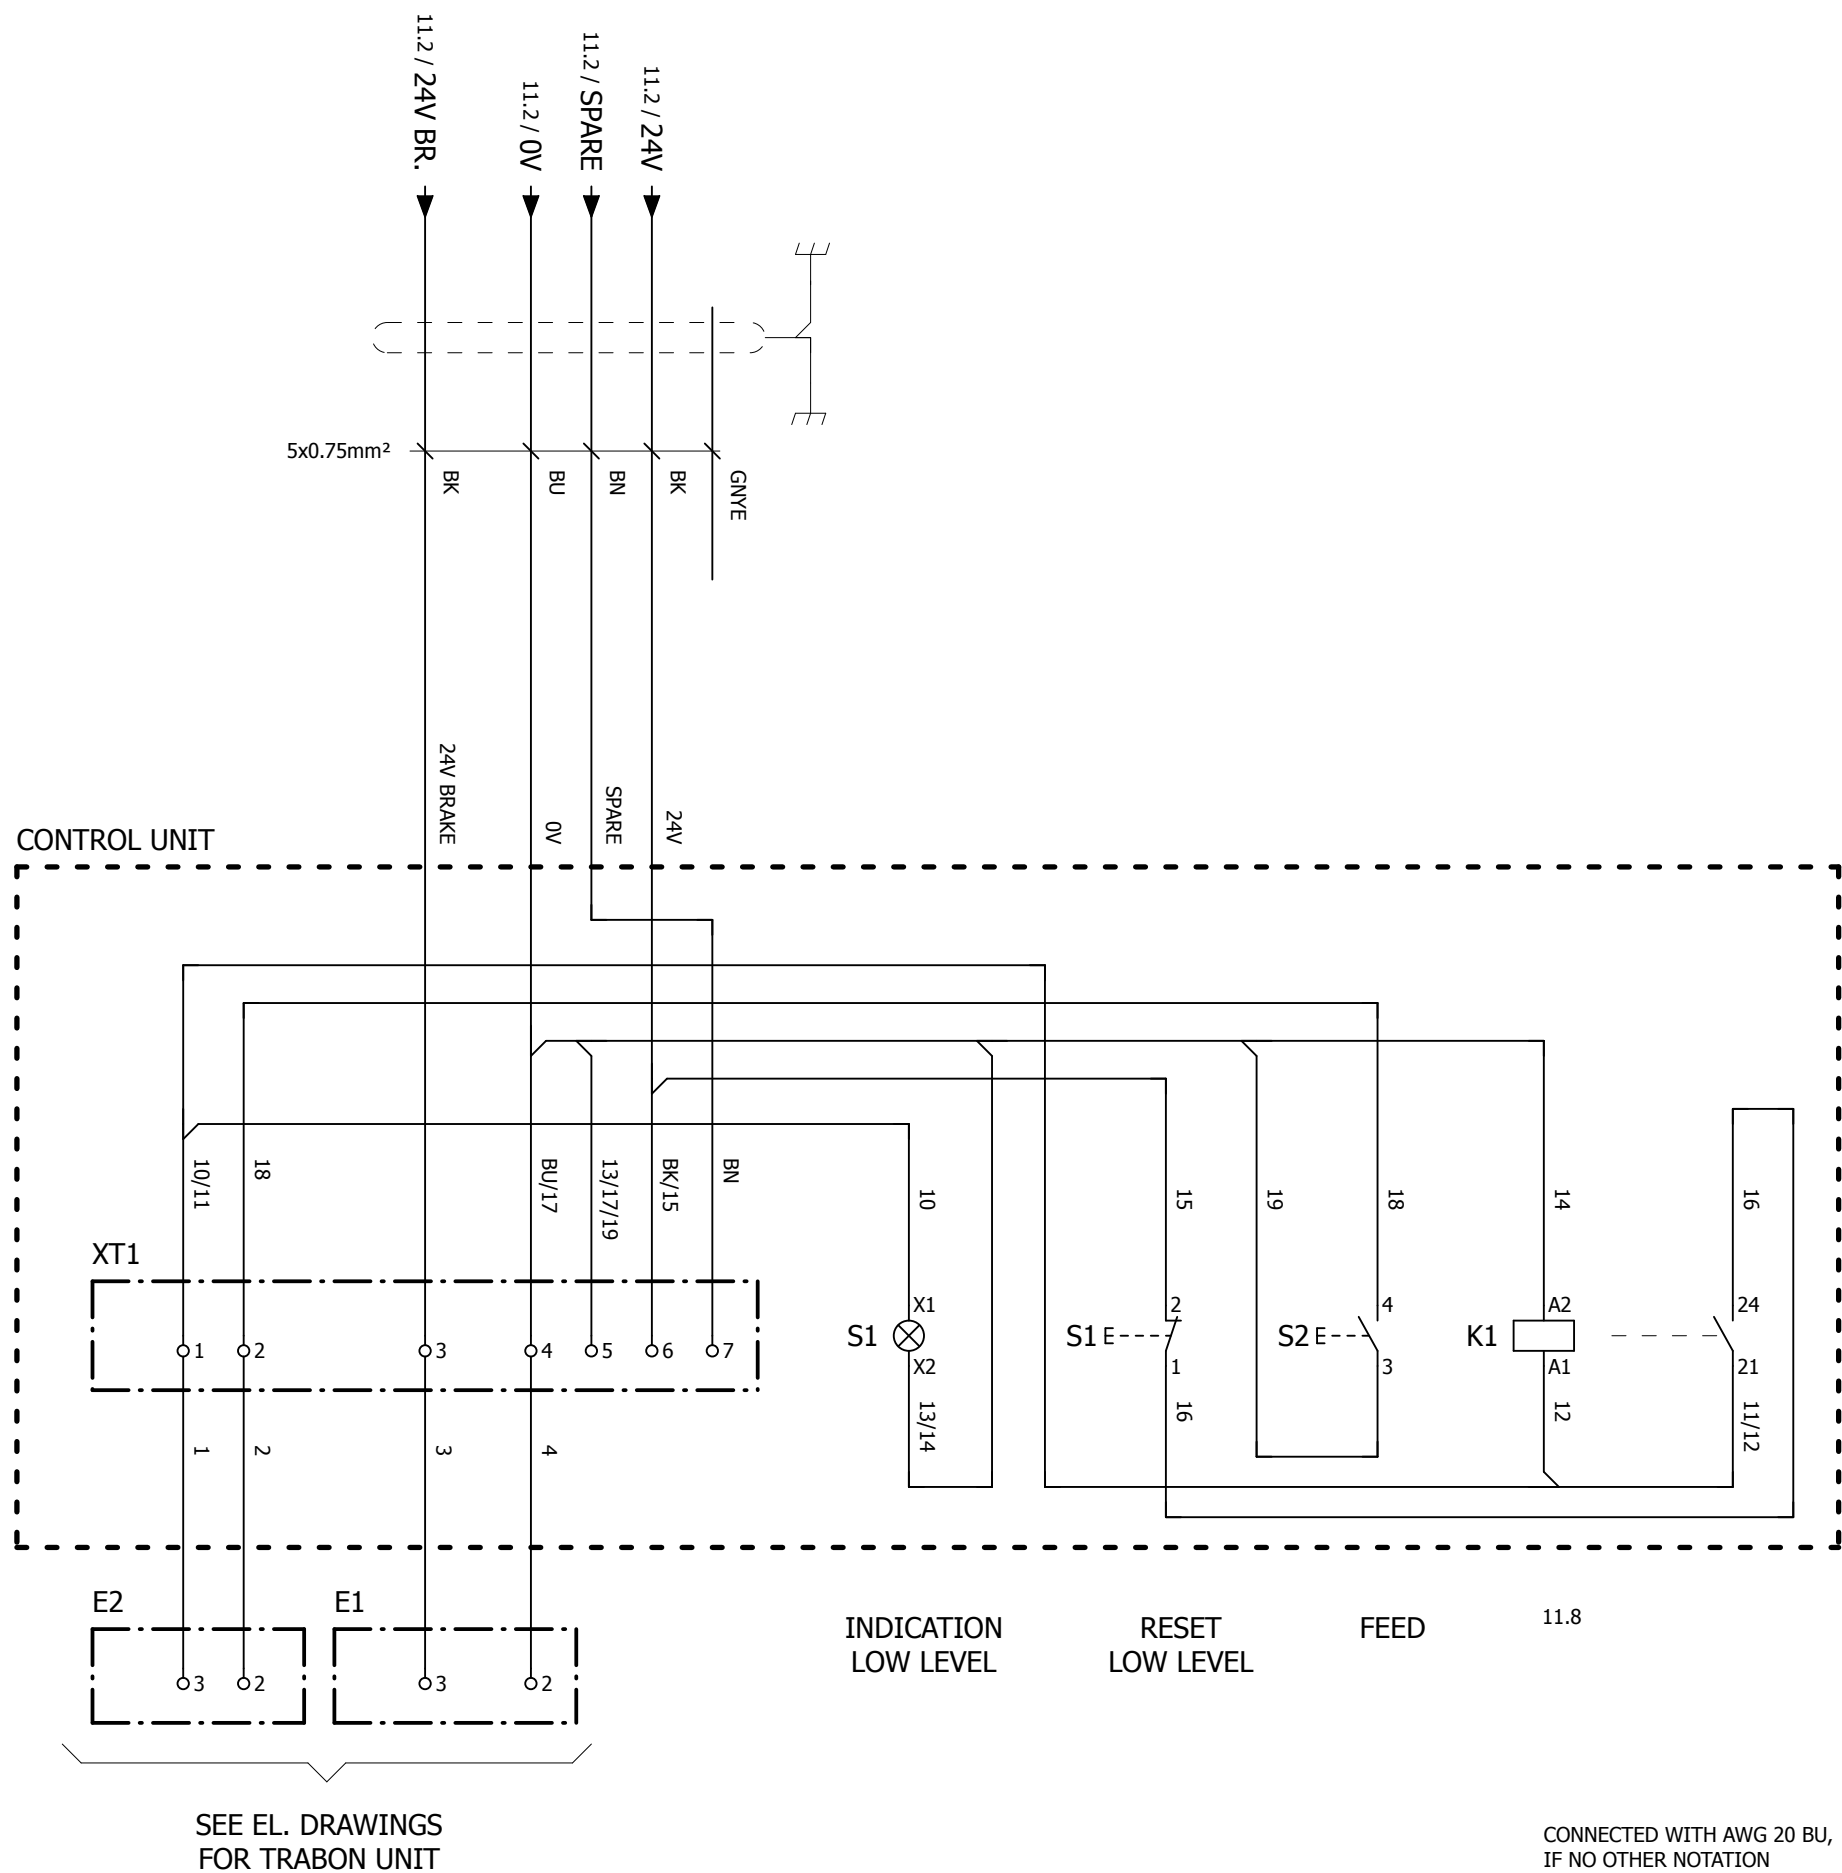 11.2 / 24V BR.
11.2 / 0V
11.2 / SPARE
11.2 / 24V
5x0.75mm²
BK
BU
BN
BK
GNYE
24V BRAKE
0V
SPARE
24V
CONTROL UNIT
10/11
18
BU/17
13/17/19
BK/15
BN
10
15
19
18
14
16
XT1
1
2
3
4
5
6
7
S1
X1
X2
S1
2
1
S2
4
3
K1
A2
A1
24
21
13/14
16
12
11/12
1
2
3
4
E2
E1
3
2
3
2
INDICATION
LOW LEVEL
RESET
LOW LEVEL
FEED
11.8
SEE EL. DRAWINGS
FOR TRABON UNIT
CONNECTED WITH AWG 20 BU,
IF NO OTHER NOTATION